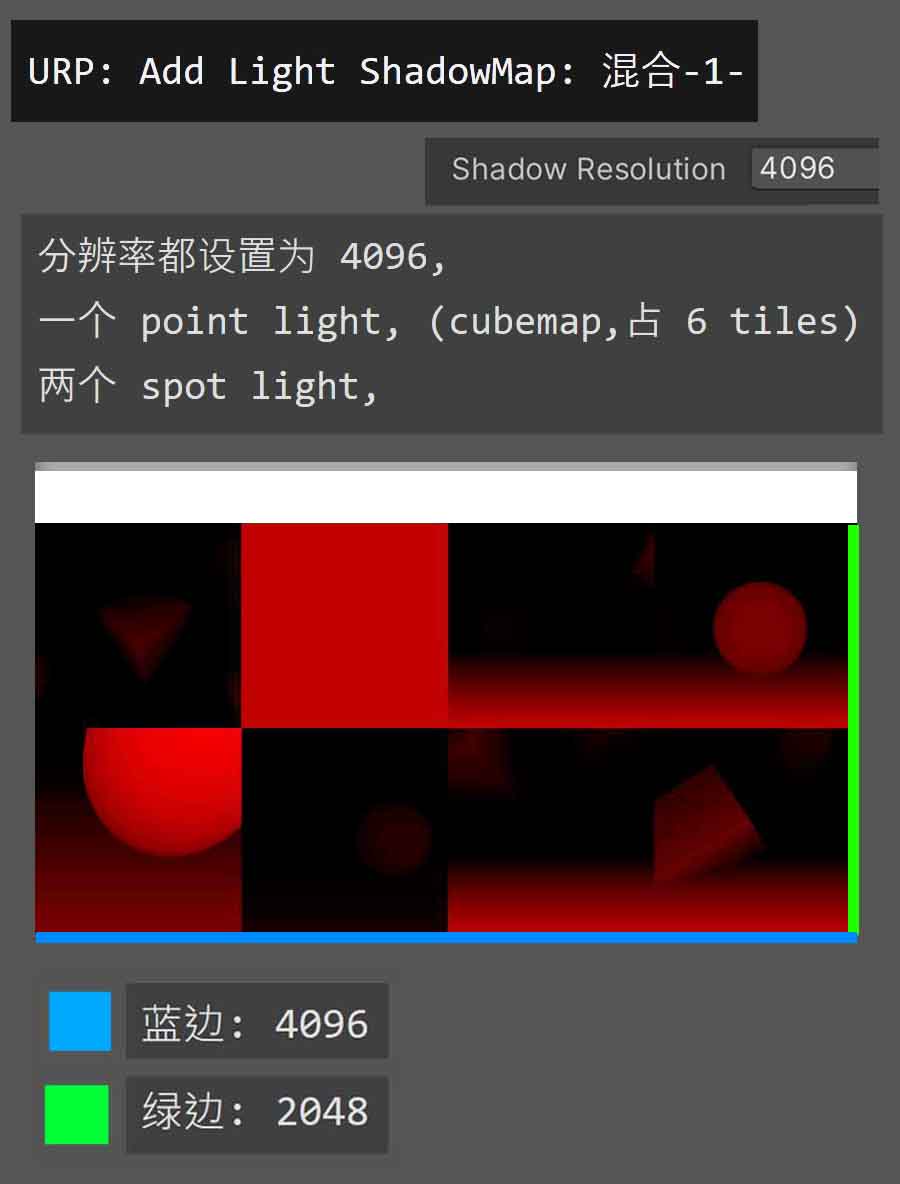 URP: Add Light ShadowMap: 混合-1-
Shadow Resolution 4096
分辨率都设置为 4096,
一个 point light, (cubemap,占 6 tiles)
两个 spot light,
蓝边: 4096
绿边: 2048